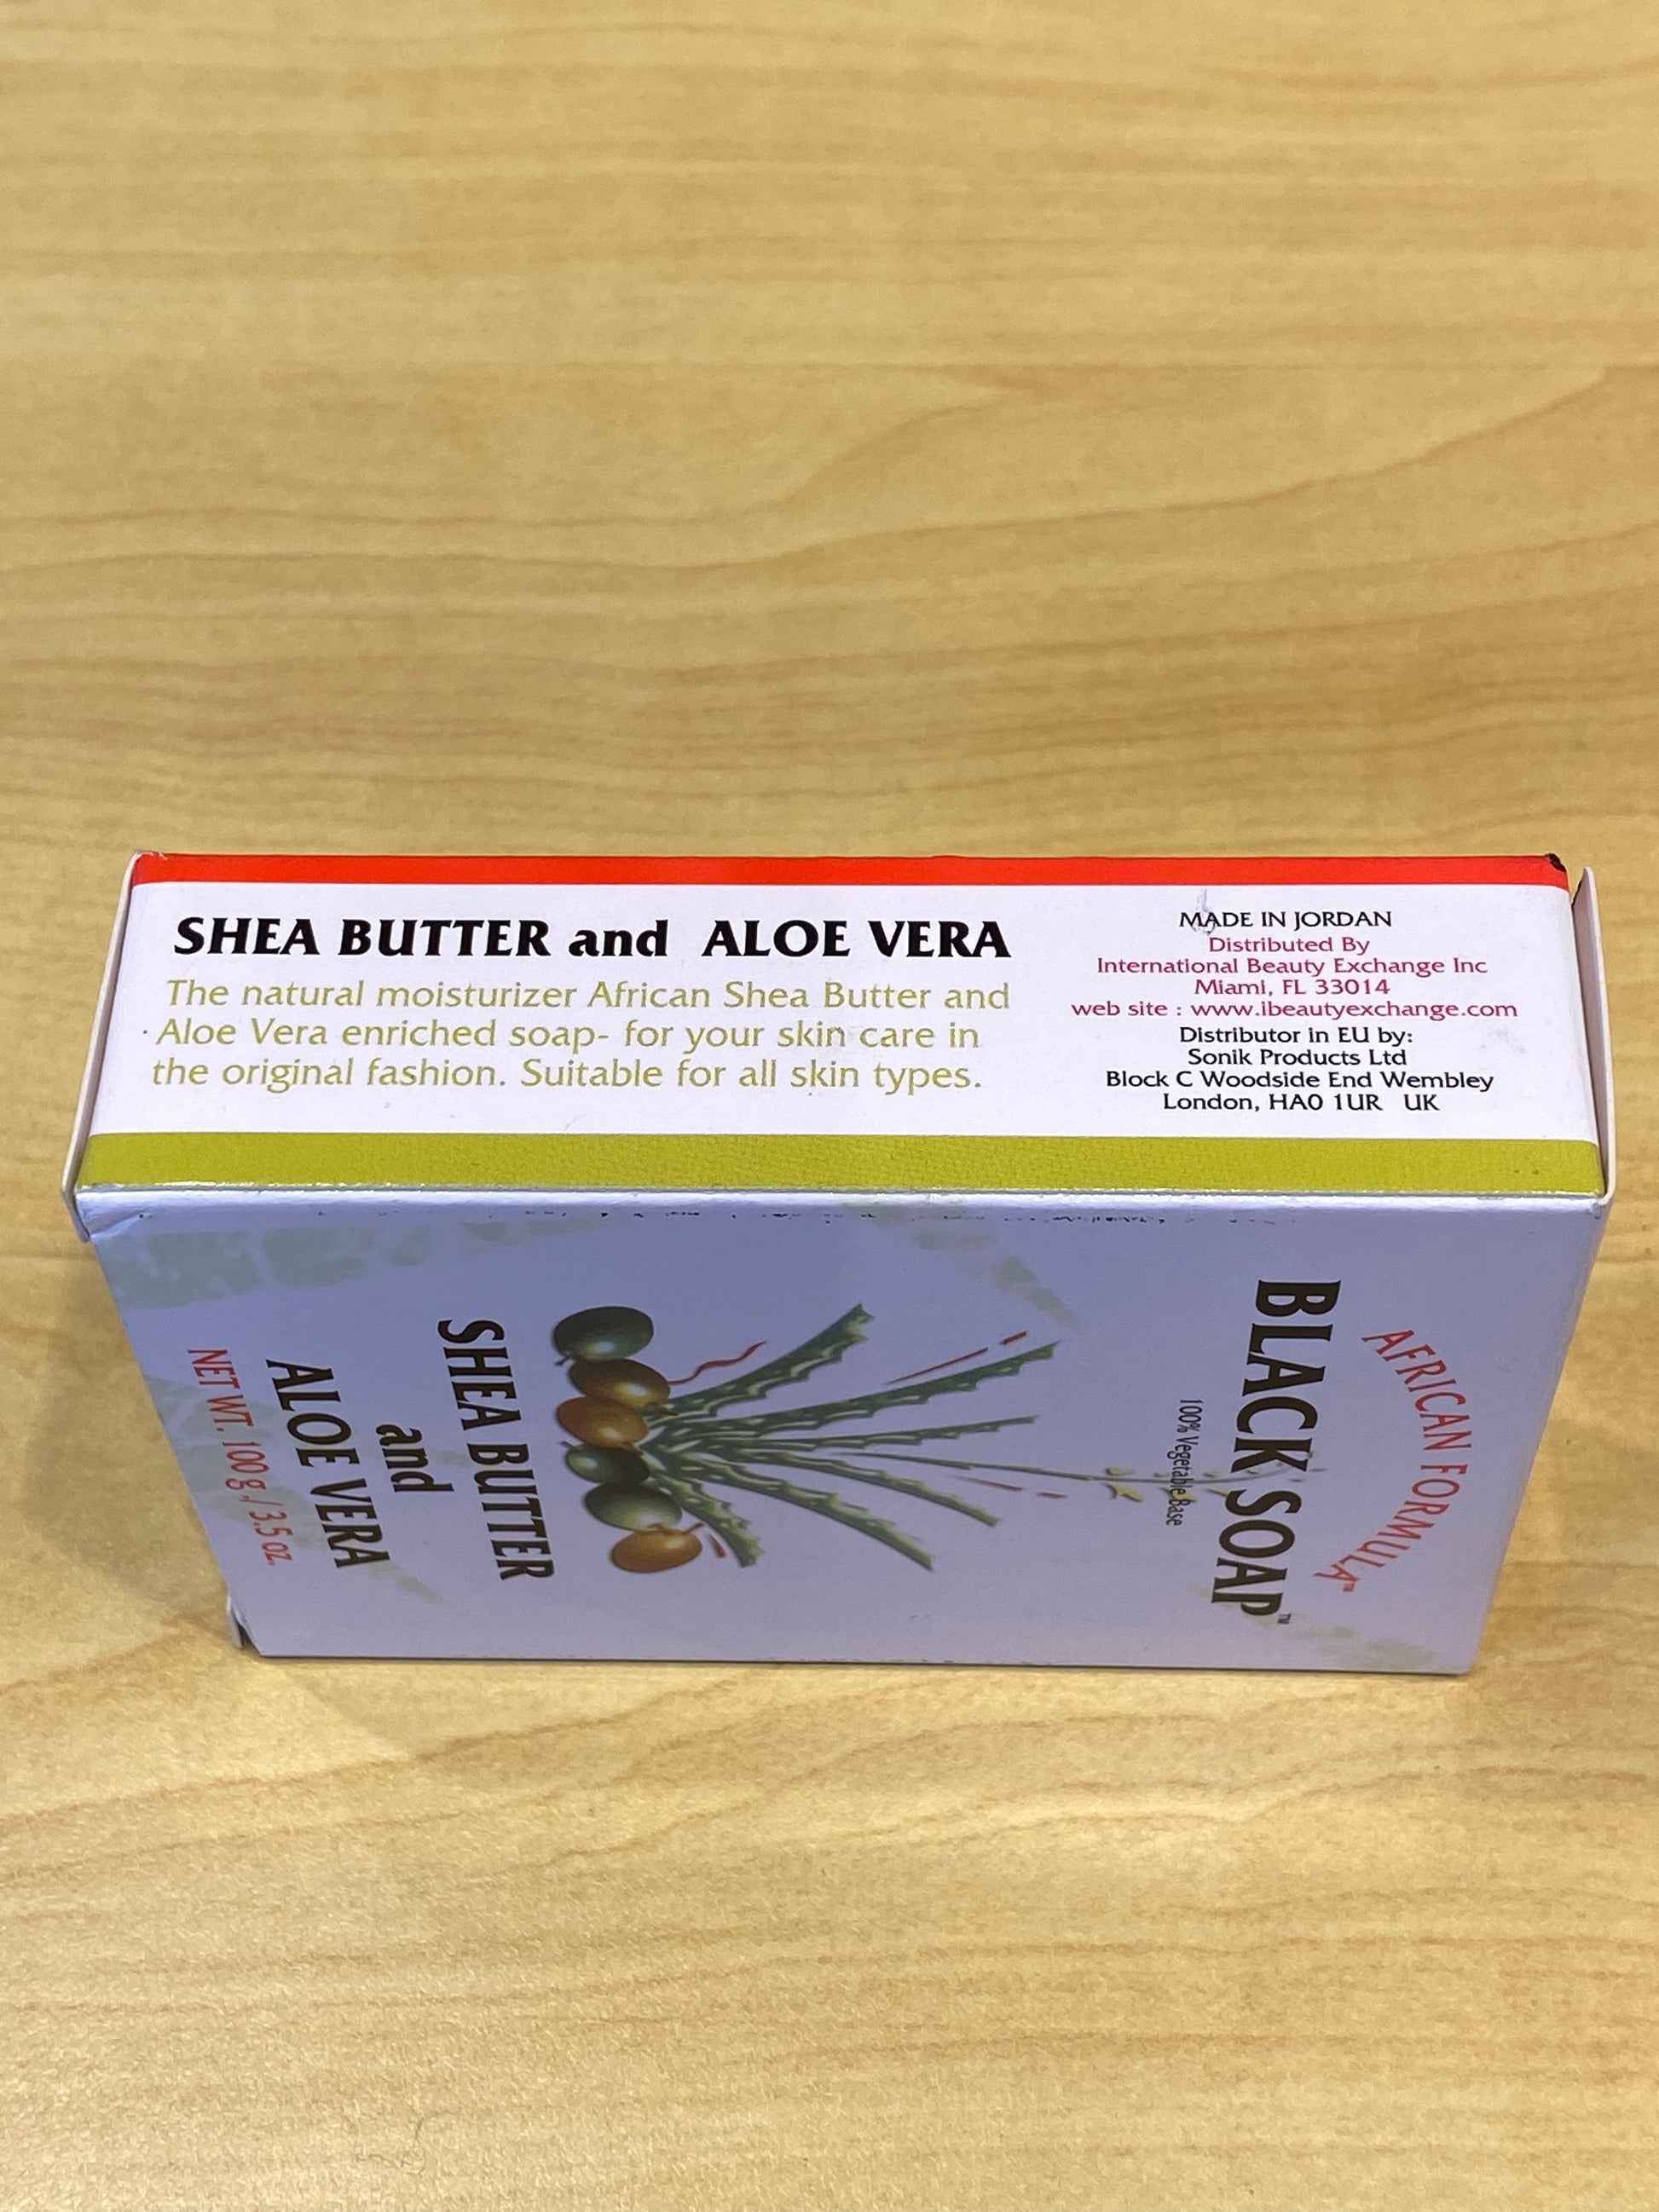 SHEA BUTTER and ALOE VERA
The natural moisturizer African Shea Butter and
Aloe Vera enriched soap- for your skin care in
the original fashion. Suitable for all skin types.
MADE IN JORDAN
Distributed By
International Beauty Exchange Inc
Miami, FL 33014
web site : www.ibeautyexchange.com
Distributor in EU by:
Sonik Products Ltd
Block C Woodside End Wembley
London, HA0 1UR UK
AFRICAN FORMULA™
BLACK SOAP™
100% Vegetable Base
SHEA BUTTER
and
ALOE VERA
NET WT. 100 g / 3.5 oz.